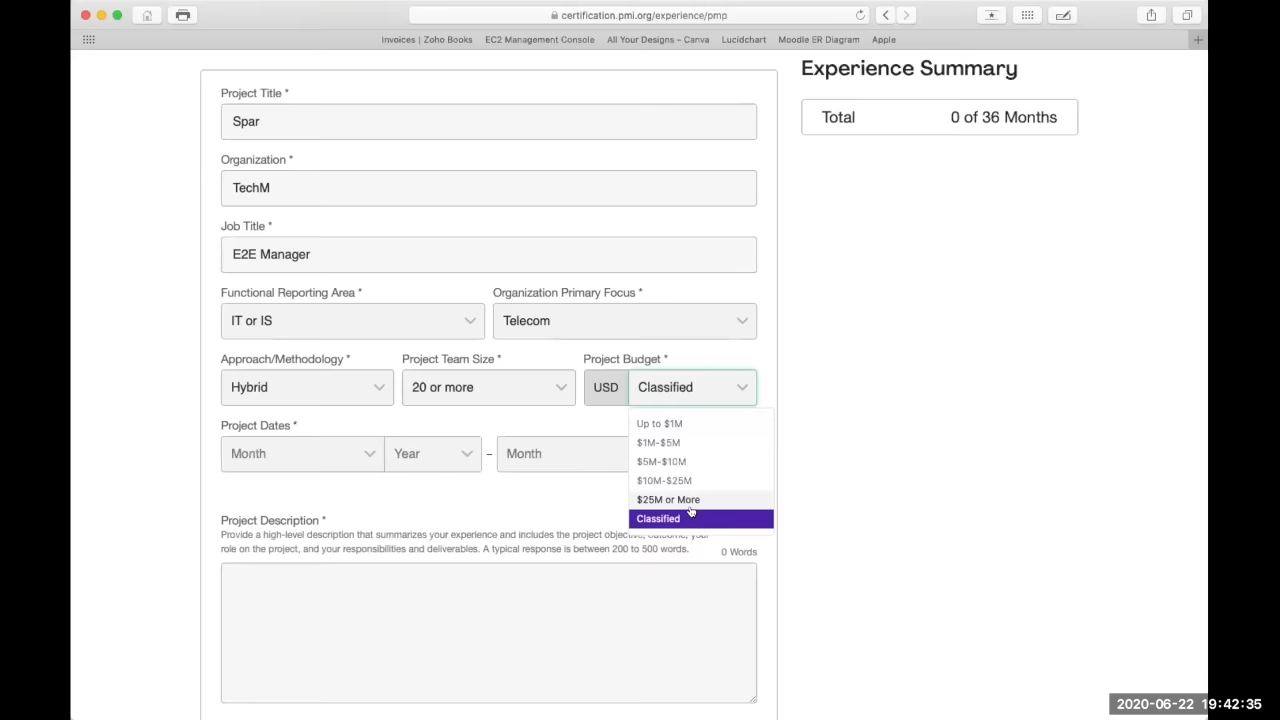 certification.pmi.org/experience/pmp
Invoices | Zoho Books EC2 Management Console All Your Designs – Canva Lucidchart Moodle ER Diagram Apple
Experience Summary
Total 0 of 36 Months
Project Title *
Spar
Organization *
TechM
Job Title *
E2E Manager
Functional Reporting Area * Organization Primary Focus *
IT or IS Telecom
Approach/Methodology * Project Team Size * Project Budget *
Hybrid 20 or more USD Classified
Up to $1M
$1M-$5M
$5M-$10M
$10M-$25M
$25M or More
Classified
Project Dates *
Month Year – Month
Project Description *
Provide a high-level description that summarizes your experience and includes the project objective, outcome, your
role on the project, and your responsibilities and deliverables. A typical response is between 200 to 500 words.
0 Words
2020-06-22 19:42:35